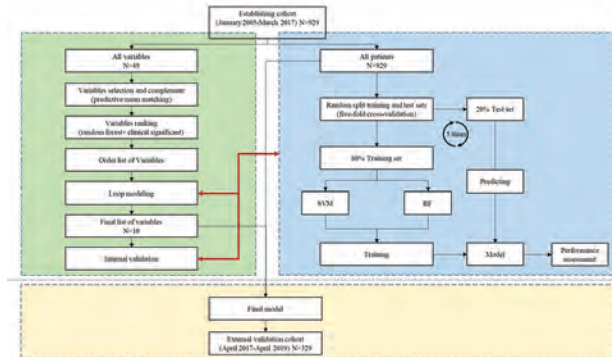 Establishing cohort
(January 2005-March 2017) N=929
All variables
N=49
Variables selection and complement
(predictive mean matching)
Variables ranking
(random forest+ clinical significant)
Order list of Variables
Loop modeling
Final list of variables
N=10
Internal validation
All patients
N=929
Random split training and test sets
(five-fold cross-validation)
20% Test set
5 times
80% Training set
SVM
RF
Predicting
Training
Model
Performance
assessment
Final model
External validation cohort
(April 2017-April 2019) N=329